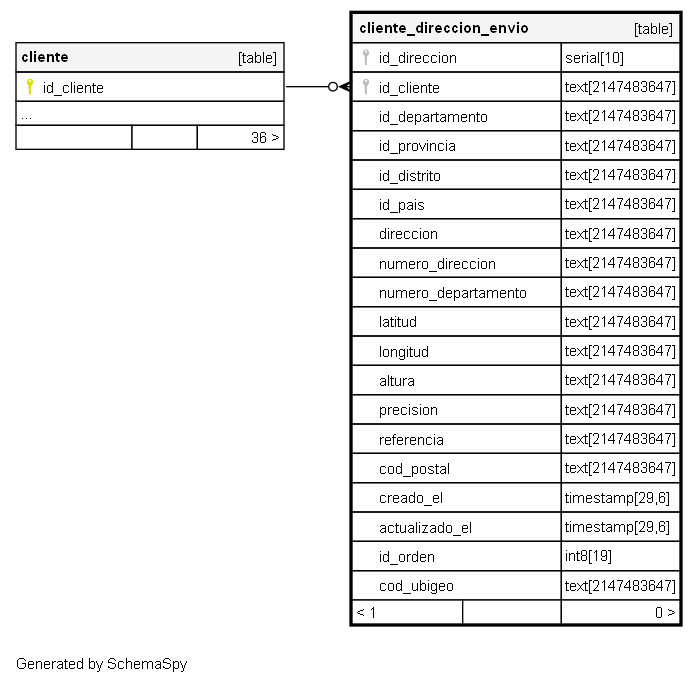 cliente [table]
id_cliente
...
36 >
cliente_direccion_envio [table]
id_direccion serial[10]
id_cliente text[2147483647]
id_departamento text[2147483647]
id_provincia text[2147483647]
id_distrito text[2147483647]
id_pais text[2147483647]
direccion text[2147483647]
numero_direccion text[2147483647]
numero_departamento text[2147483647]
latitud text[2147483647]
longitud text[2147483647]
altura text[2147483647]
precision text[2147483647]
referencia text[2147483647]
cod_postal text[2147483647]
creado_el timestamp[29,6]
actualizado_el timestamp[29,6]
id_orden int8[19]
cod_ubigeo text[2147483647]
< 1 0 >
Generated by SchemaSpy